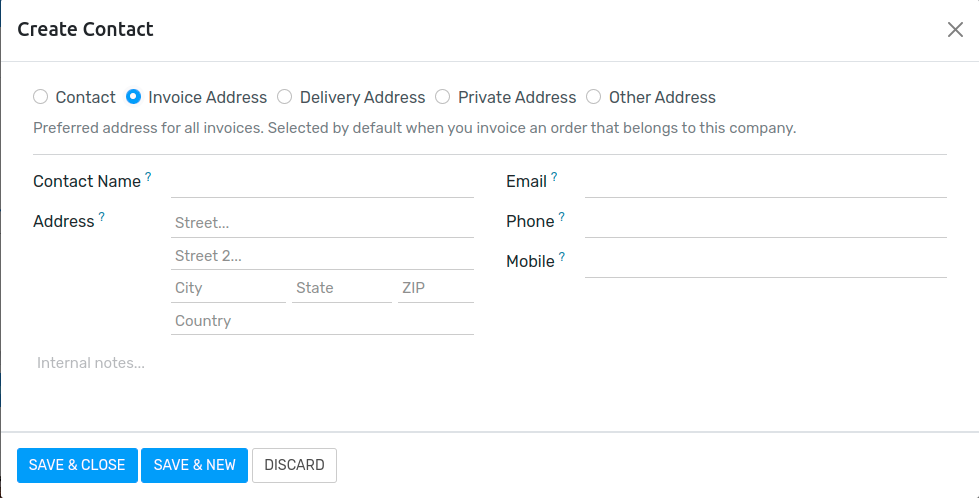 Create Contact
Contact Invoice Address Delivery Address Private Address Other Address
Preferred address for all invoices. Selected by default when you invoice an order that belongs to this company.
Contact Name ?
Email ?
Address ?
Street...
Phone ?
Street 2...
Mobile ?
City State ZIP
Country
Internal notes...
SAVE & CLOSE SAVE & NEW DISCARD